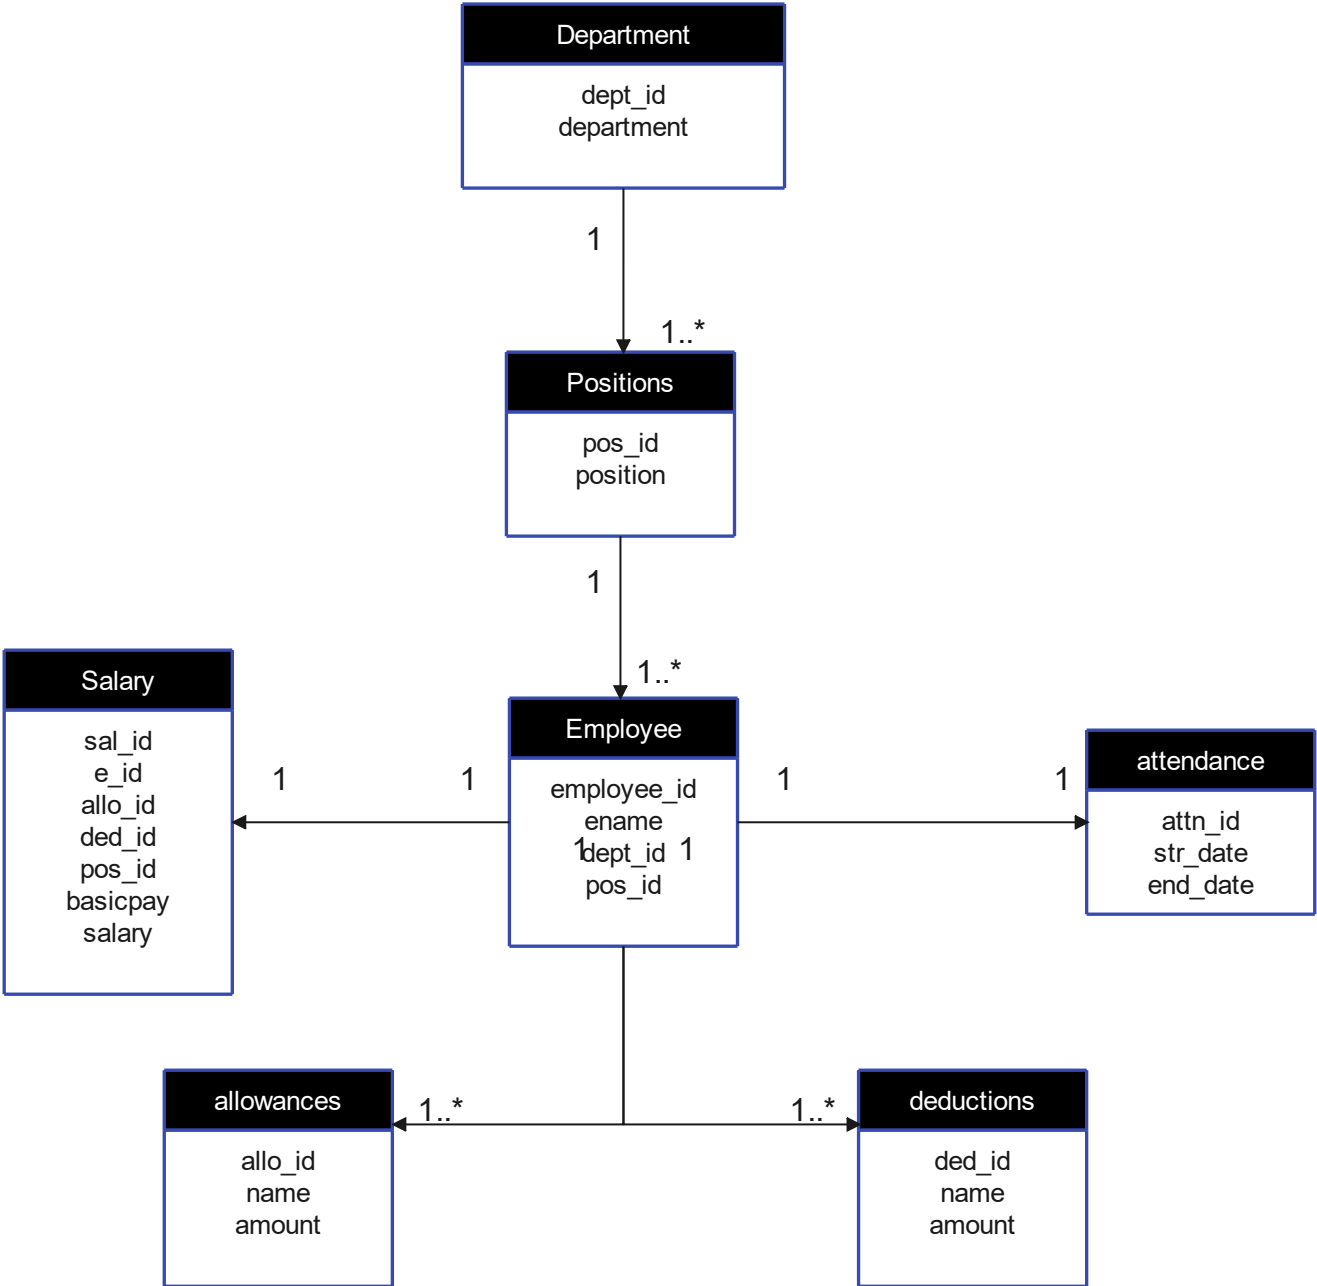 Department
dept_id
department
1
1..*
Positions
pos_id
position
1
1..*
Salary
sal_id
e_id
allo_id
ded_id
pos_id
basicpay
salary
1
1
Employee
employee_id
ename
1dept_id 1
pos_id
1
1
attendance
attn_id
str_date
end_date
allowances
allo_id
name
amount
1..*
1..*
deductions
ded_id
name
amount